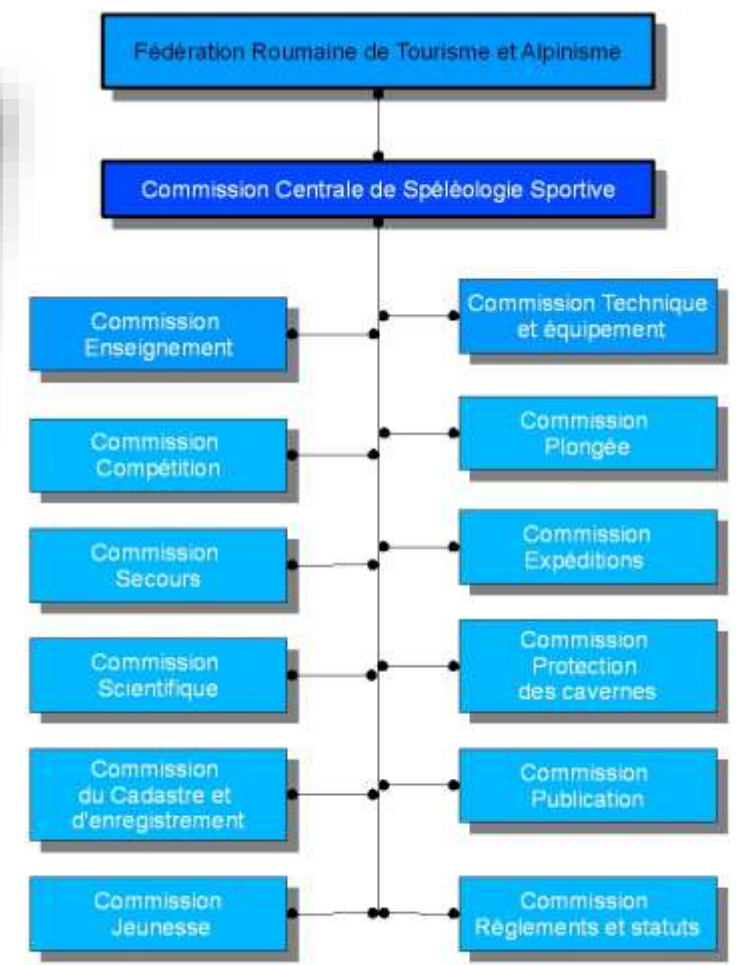 Fédération Roumaine de Tourisme et Alpinisme
Commission Centrale de Spéléologie Sportive
Commission
Enseignement
Commission Technique
et équipement
Commission
Compétition
Commission
Plongée
Commission
Secours
Commission
Expéditions
Commission
Scientifique
Commission
Protection
des cavernes
Commission
du Cadastre et
d'enregistrement
Commission
Publication
Commission
Jeunesse
Commission
Règlements et statuts